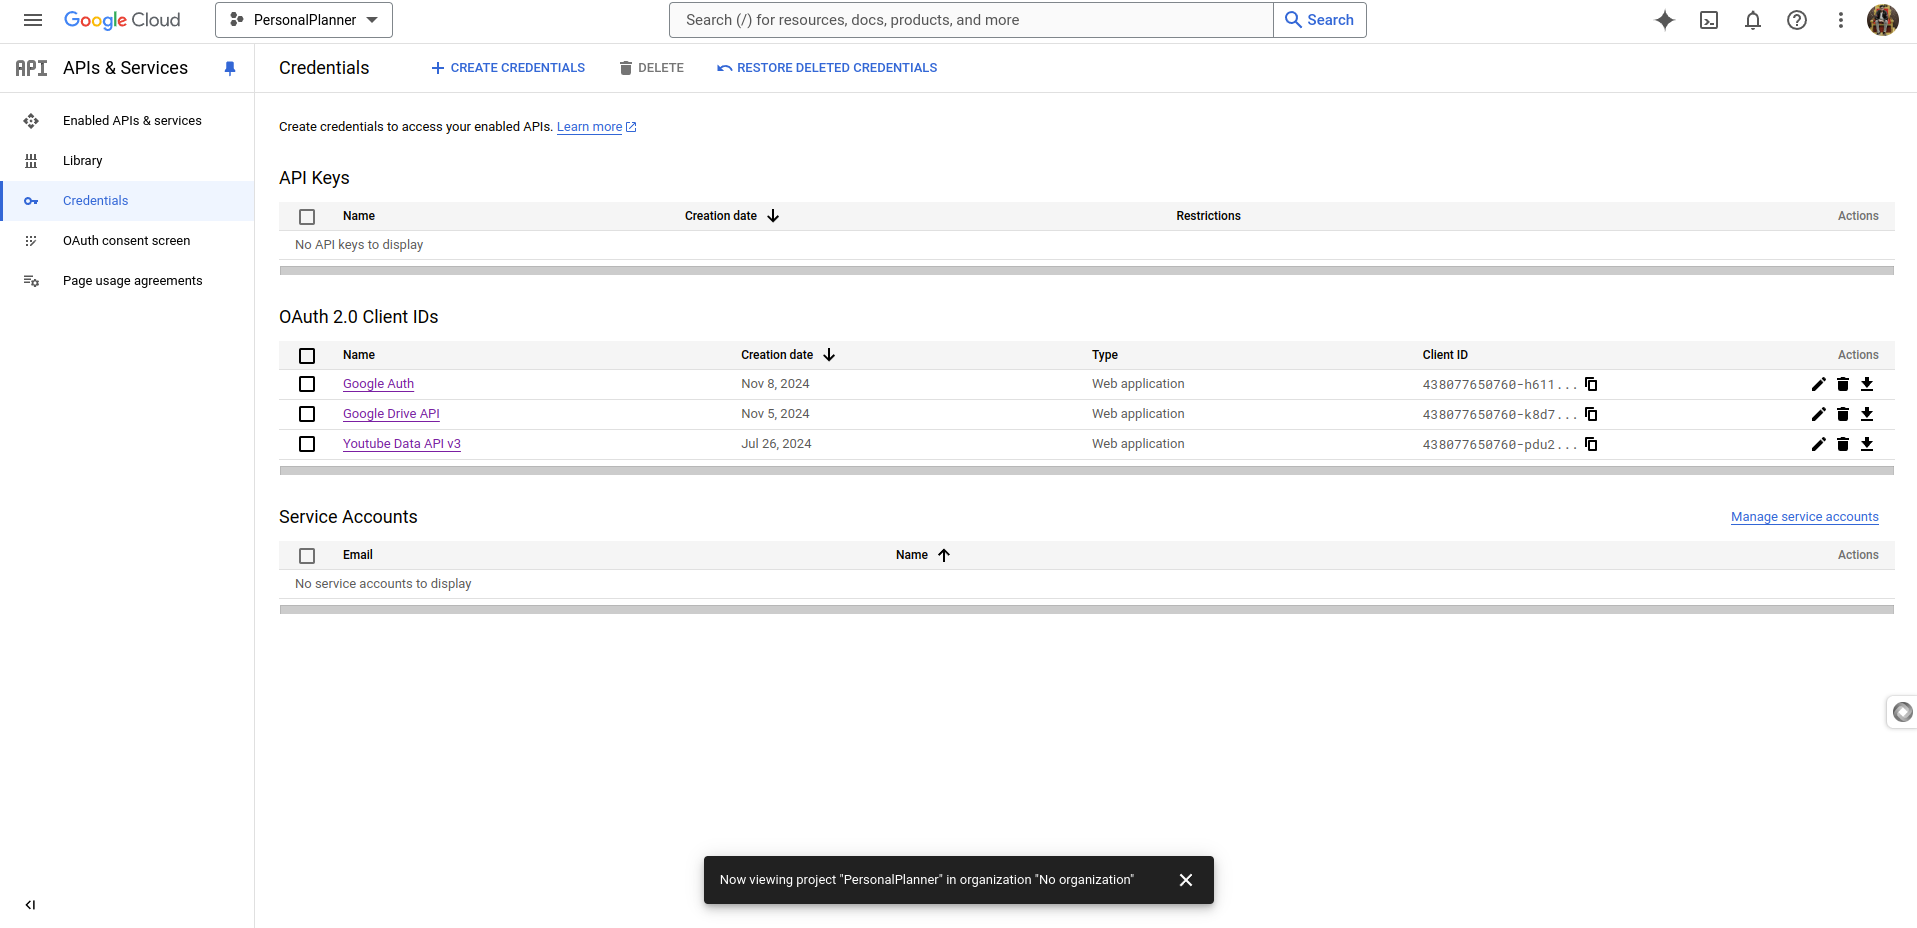 Google Cloud
PersonalPlanner
Search (/) for resources, docs, products, and more
Search
API APIs & Services
Credentials
CREATE CREDENTIALS
DELETE
RESTORE DELETED CREDENTIALS
Enabled APIs & services
Library
Credentials
OAuth consent screen
Page usage agreements
Create credentials to access your enabled APIs. Learn more
API Keys
Name Creation date Restrictions Actions
No API keys to display
OAuth 2.0 Client IDs
Name Creation date Type Client ID Actions
Google Auth Nov 8, 2024 Web application 438077650760-h611...
Google Drive API Nov 5, 2024 Web application 438077650760-k8d7...
Youtube Data API v3 Jul 26, 2024 Web application 438077650760-pdu2...
Service Accounts
Manage service accounts
Email Name Actions
No service accounts to display
Now viewing project "PersonalPlanner" in organization "No organization"